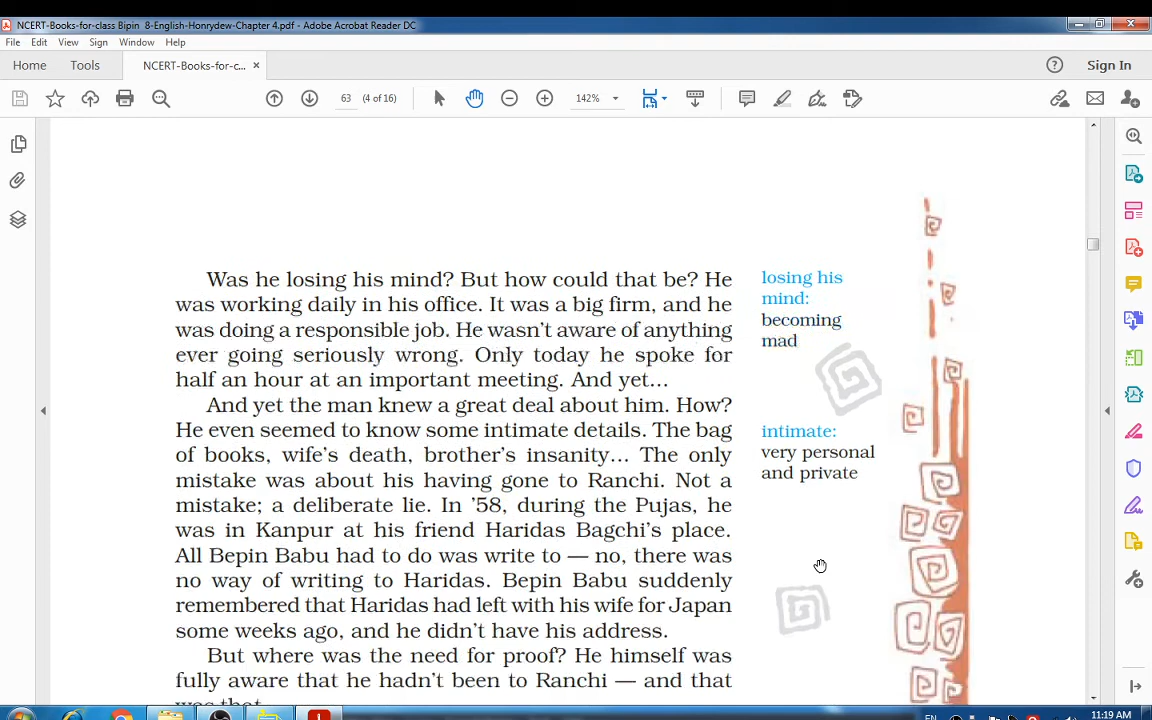 NCERT-Books-for-class Bipin 8-English-Honrydew-Chapter 4.pdf - Adobe Acrobat Reader DC
File Edit View Sign Window Help
Home Tools NCERT-Books-for-c... × Sign In
63 (4 of 16) 142%
Was he losing his mind? But how could that be? He
was working daily in his office. It was a big firm, and he
was doing a responsible job. He wasn't aware of anything
ever going seriously wrong. Only today he spoke for
half an hour at an important meeting. And yet...
And yet the man knew a great deal about him. How?
He even seemed to know some intimate details. The bag
of books, wife's death, brother's insanity... The only
mistake was about his having gone to Ranchi. Not a
mistake; a deliberate lie. In '58, during the Pujas, he
was in Kanpur at his friend Haridas Bagchi's place.
All Bepin Babu had to do was write to — no, there was
no way of writing to Haridas. Bepin Babu suddenly
remembered that Haridas had left with his wife for Japan
some weeks ago, and he didn't have his address.
But where was the need for proof? He himself was
fully aware that he hadn't been to Ranchi — and that
was that.
losing his
mind:
becoming
mad
intimate:
very personal
and private
EN 11:19 AM